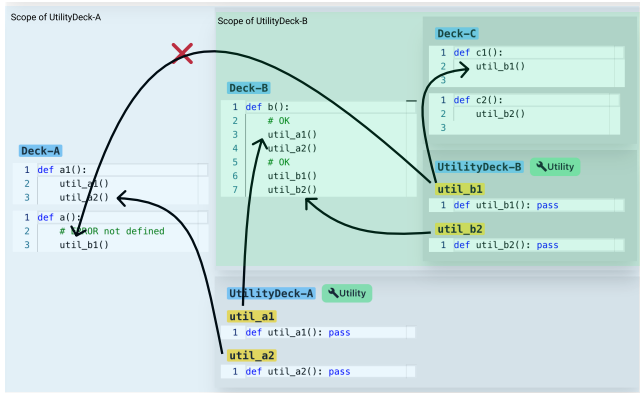 Scope of UtilityDeck-A
Scope of UtilityDeck-B
Deck-C
1 def c1():
2 util_b1()
3
1 def c2():
2 util_b2()
3
Deck-B
1 def b():
2 # OK
3 util_a1()
4 util_a2()
5 # OK
6 util_b1()
7 util_b2()
Deck-A
1 def a1():
2 util_a1()
3 util_a2()
1 def a():
2 # ERROR not defined
3 util_b1()
UtilityDeck-B Utility
util_b1
1 def util_b1(): pass
util_b2
1 def util_b2(): pass
UtilityDeck-A Utility
util_a1
1 def util_a1(): pass
util_a2
1 def util_a2(): pass